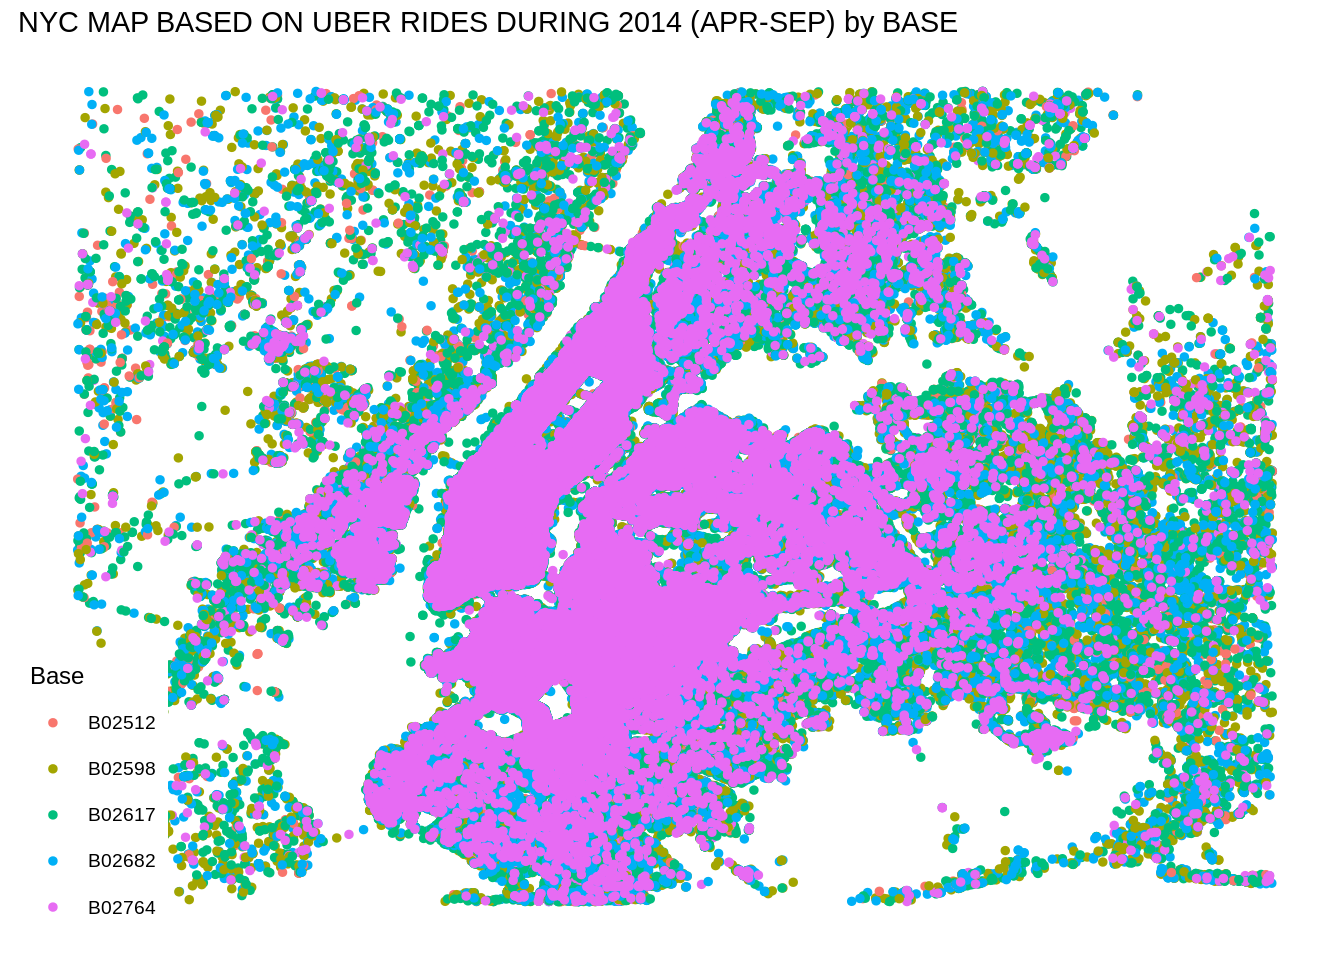 NYC MAP BASED ON UBER RIDES DURING 2014 (APR-SEP) by BASE
Base
B02512
B02598
B02617
B02682
B02764